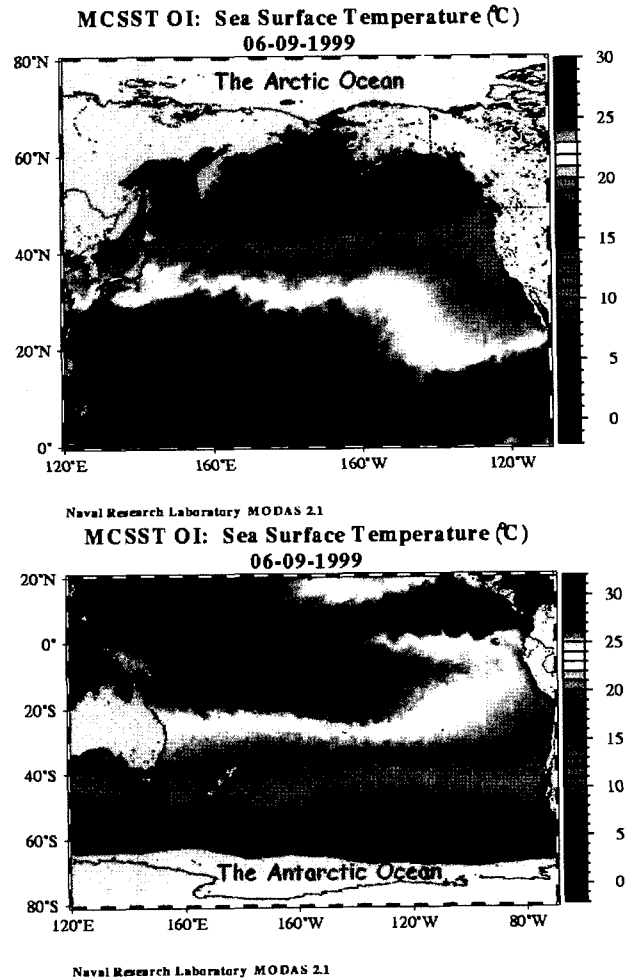 MCSST OI: Sea Surface Temperature (°C)
06-09-1999
80°N
60°N
40°N
20°N
0°
120°E 160°E 160°W 120°W
30
25
20
15
10
5
0
The Arctic Ocean
Naval Research Laboratory MODAS 2.1
MCSST OI: Sea Surface Temperature (°C)
06-09-1999
20°N
0°
20°S
40°S
60°S
80°S
120°E 160°E 160°W 120°W 80°W
30
25
20
15
10
5
0
The Antarctic Ocean
Naval Research Laboratory MODAS 2.1